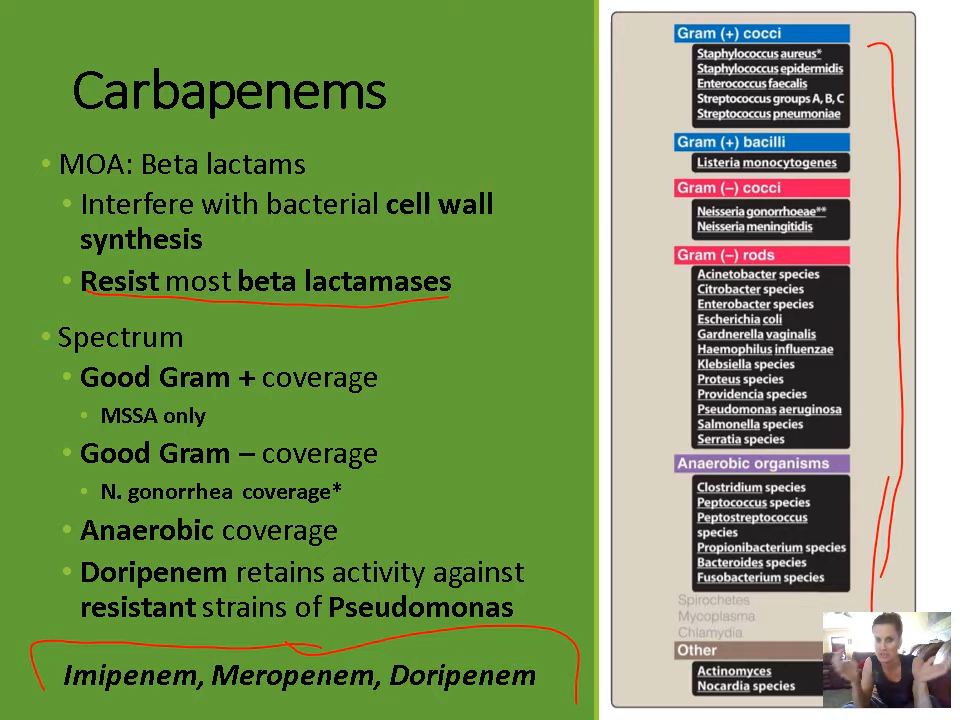 Carbapenems
• MOA: Beta lactams
• Interfere with bacterial cell wall
synthesis
• Resist most beta lactamases
• Spectrum
• Good Gram + coverage
• MSSA only
• Good Gram – coverage
• N. gonorrhea coverage*
• Anaerobic coverage
• Doripenem retains activity against
resistant strains of Pseudomonas
Imipenem, Meropenem, Doripenem
Gram (+) cocci
Staphylococcus aureus*
Staphylococcus epidermidis
Enterococcus faecalis
Streptococcus groups A, B, C
Streptococcus pneumoniae
Gram (+) bacilli
Listeria monocytogenes
Gram (–) cocci
Neisseria gonorrhoeae**
Neisseria meningitidis
Gram (–) rods
Acinetobacter species
Citrobacter species
Enterobacter species
Escherichia coli
Gardnerella vaginalis
Haemophilus influenzae
Klebsiella species
Proteus species
Providencia species
Pseudomonas aeruginosa
Salmonella species
Serratia species
Anaerobic organisms
Clostridium species
Peptococcus species
Peptostreptococcus
species
Propionibacterium species
Bacteroides species
Fusobacterium species
Spirochetes
Mycoplasma
Chlamydia
Other
Actinomyces
Nocardia species